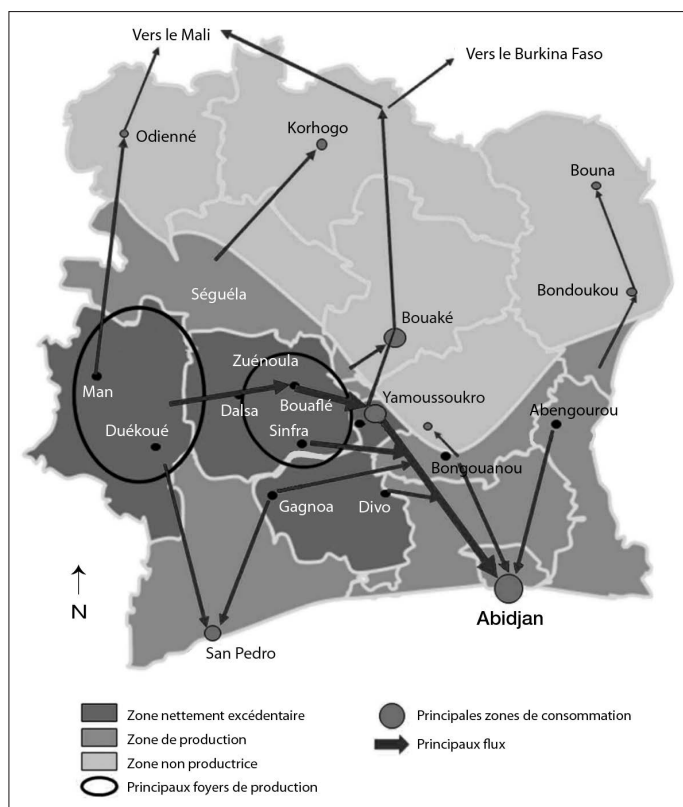 Vers le Mali
Vers le Burkina Faso
Odienné
Korhogo
Bouna
Séguéla
Bondoukou
Bouaké
Zuénoula
Man
Dalsa
Bouaflé
Yamoussoukro
Abengourou
Duékoué
Sinfra
Bongouanou
Gagnoa
Divo
N
Abidjan
San Pedro
Zone nettement excédentaire
Zone de production
Zone non productrice
Principaux foyers de production
Principales zones de consommation
Principaux flux